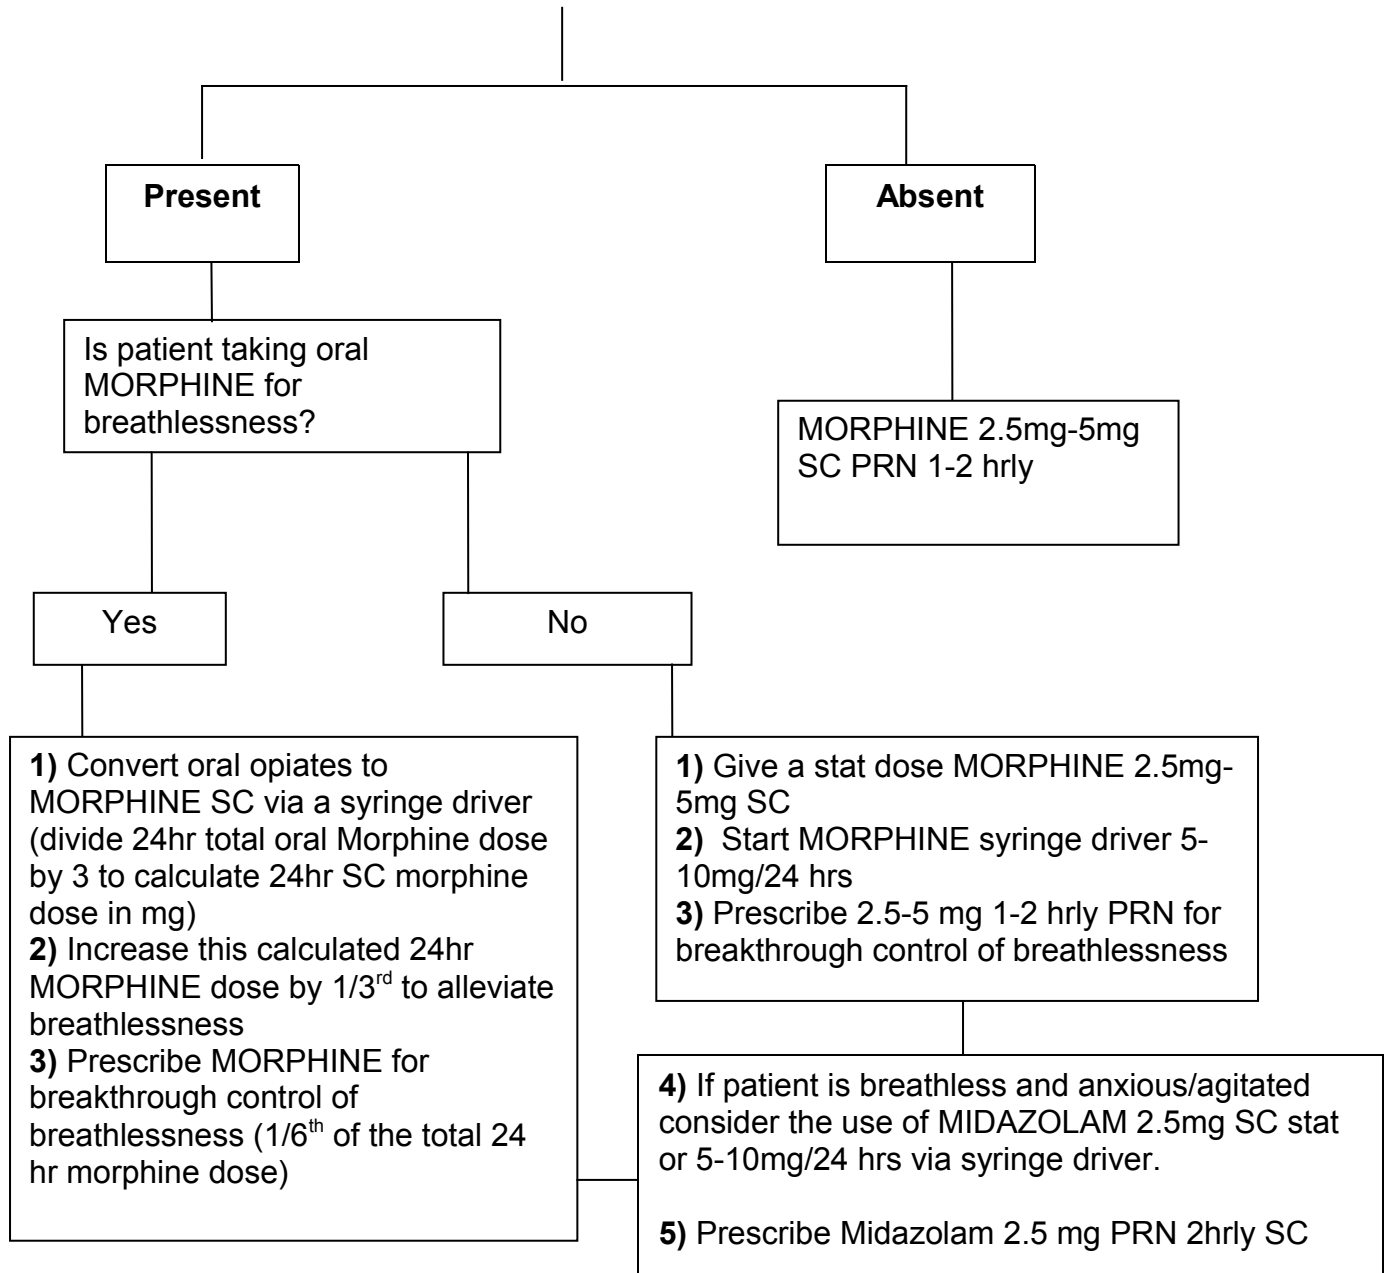 Present
Absent
Is patient taking oral
MORPHINE for
breathlessness?
MORPHINE 2.5mg-5mg
SC PRN 1-2 hrly
Yes
No
1) Convert oral opiates to
MORPHINE SC via a syringe driver
(divide 24hr total oral Morphine dose
by 3 to calculate 24hr SC morphine
dose in mg)
2) Increase this calculated 24hr
MORPHINE dose by 1/3rd to alleviate
breathlessness
3) Prescribe MORPHINE for
breakthrough control of
breathlessness (1/6th of the total 24
hr morphine dose)
1) Give a stat dose MORPHINE 2.5mg-
5mg SC
2) Start MORPHINE syringe driver 5-
10mg/24 hrs
3) Prescribe 2.5-5 mg 1-2 hrly PRN for
breakthrough control of breathlessness
4) If patient is breathless and anxious/agitated
consider the use of MIDAZOLAM 2.5mg SC stat
or 5-10mg/24 hrs via syringe driver.
5) Prescribe Midazolam 2.5 mg PRN 2hrly SC